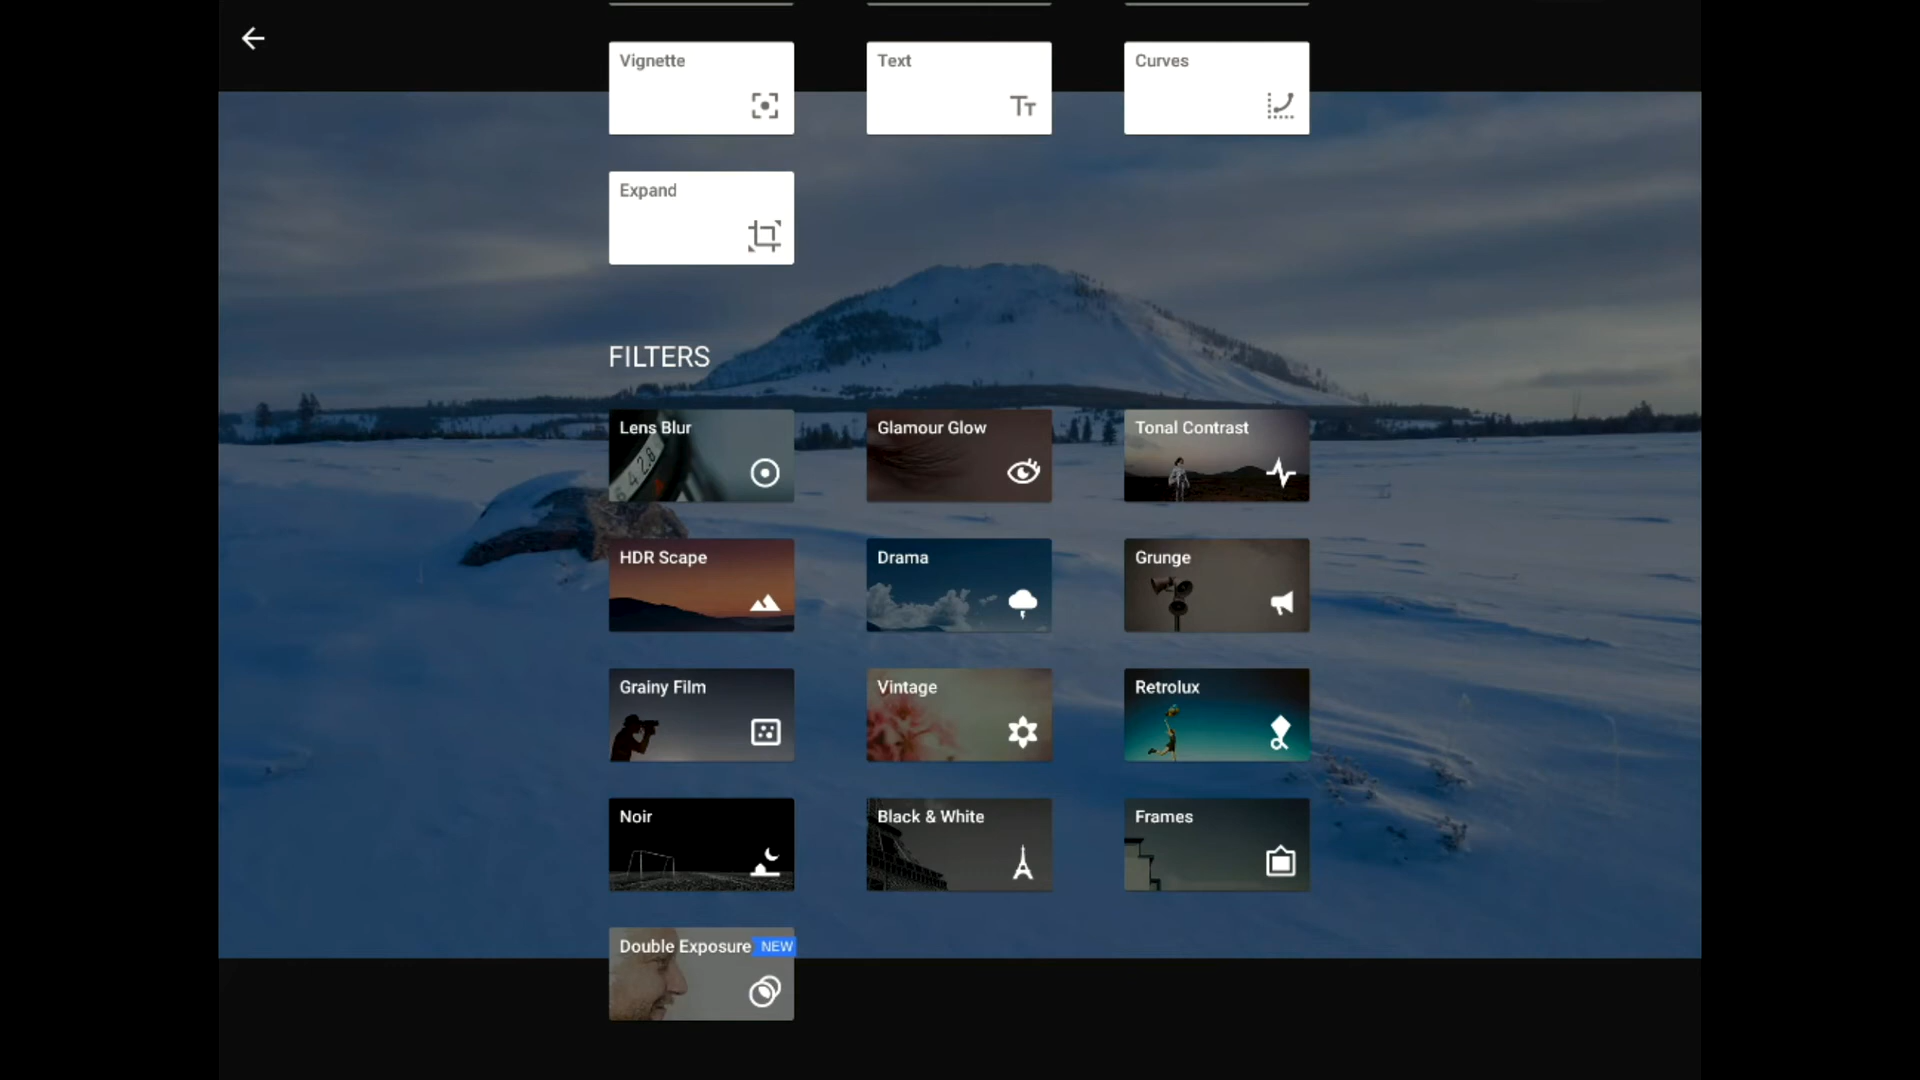 Vignette
Text
Curves
Expand
FILTERS
Lens Blur
Glamour Glow
Tonal Contrast
HDR Scape
Drama
Grunge
Grainy Film
Vintage
Retrolux
Noir
Black & White
Frames
Double Exposure NEW